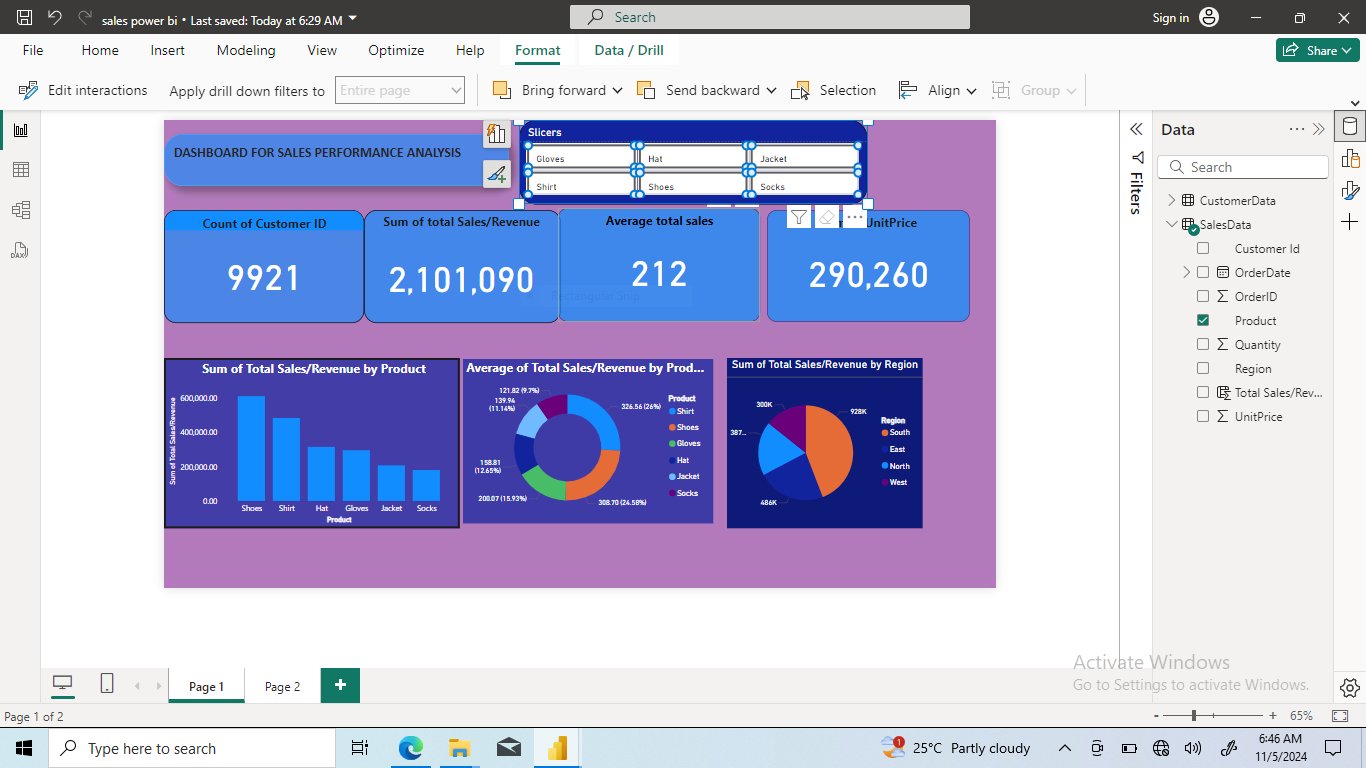 sales power bi • Last saved: Today at 6:29 AM
Search
Sign in
File
Home
Insert
Modeling
View
Optimize
Help
Format
Data / Drill
Share
Edit interactions
Apply drill down filters to
Entire page
Bring forward
Send backward
Selection
Align
Group
DASHBOARD FOR SALES PERFORMANCE ANALYSIS
Slicers
Gloves
Hat
Jacket
Shirt
Shoes
Socks
Count of Customer ID
9921
Sum of total Sales/Revenue
2,101,090
Average total sales
212
UnitPrice
290,260
Sum of Total Sales/Revenue by Product
Sum of Total Sales/Revenue
600,000.00
400,000.00
200,000.00
0.00
Shoes
Shirt
Hat
Gloves
Jacket
Socks
Product
Average of Total Sales/Revenue by Prod...
121.82 (9.7%)
139.94
(11.14%)
158.81
(12.65%)
200.07 (15.93%)
308.70 (24.58%)
326.56 (26%)
Product
Shirt
Shoes
Gloves
Hat
Jacket
Socks
Sum of Total Sales/Revenue by Region
300K
387...
486K
928K
Region
South
East
North
West
Filters
Data
Search
CustomerData
SalesData
Customer Id
OrderDate
OrderID
Product
Quantity
Region
Total Sales/Rev...
UnitPrice
DAX
Activate Windows
Go to Settings to activate Windows.
Page 1
Page 2
+
Page 1 of 2
- + 65%
Type here to search
1
25°C Partly cloudy
6:46 AM
11/5/2024